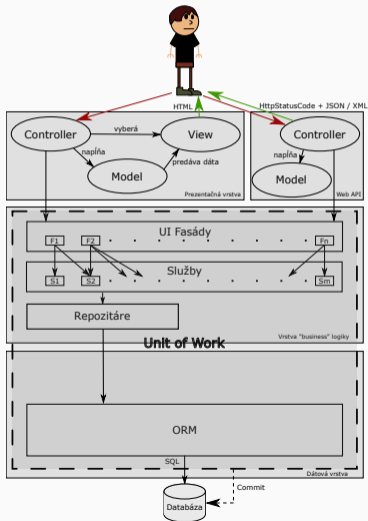 HTML
HttpStatusCode + JSON / XML
Controller
vyberá
View
Controller
napĺňa
predáva dáta
napĺňa
Model
Model
Prezentačná vrstva
Web API
UI Fasády
F1
F2
Fn
Služby
S1
S2
Sm
Repozitáre
Vrstva "business" logiky
Unit of Work
ORM
SQL
Dátová vrstva
Commit
Databáza